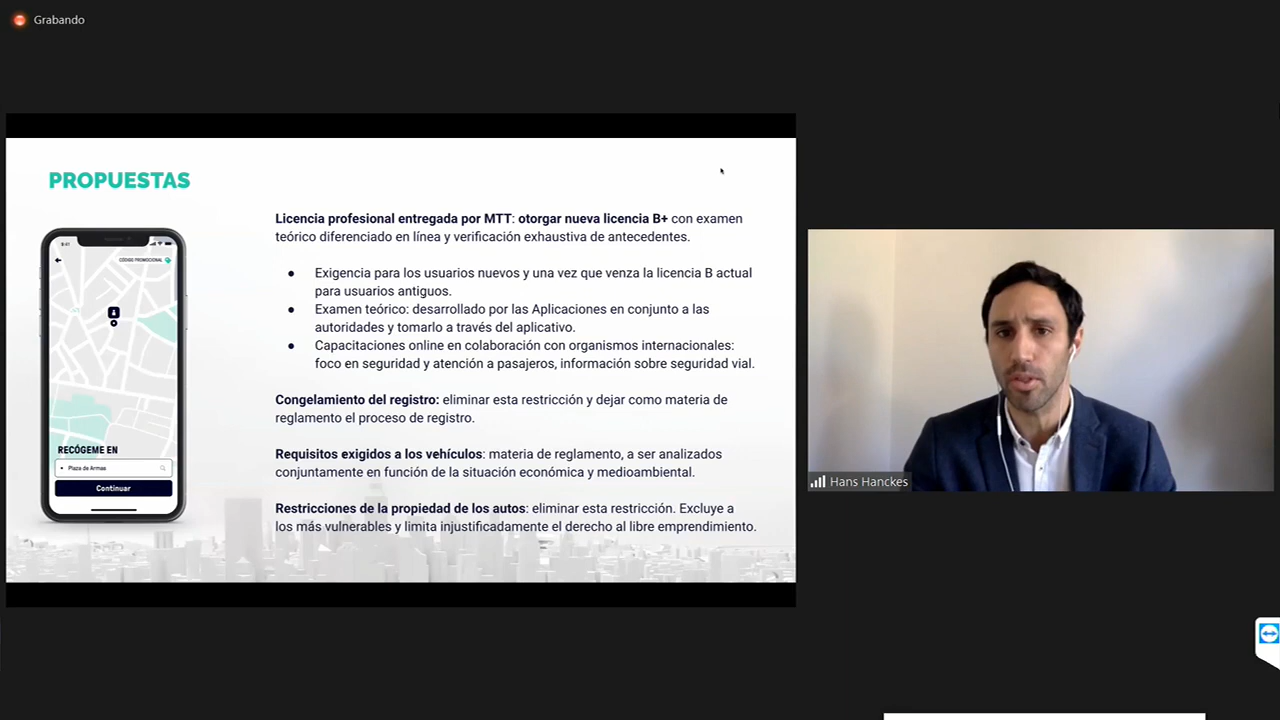 Grabando
PROPUESTAS
Licencia profesional entregada por MTT: otorgar nueva licencia B+ con examen
teórico diferenciado en línea y verificación exhaustiva de antecedentes.
● Exigencia para los usuarios nuevos y una vez que venza la licencia B actual
para usuarios antiguos.
● Examen teórico: desarrollado por las Aplicaciones en conjunto a las
autoridades y tomarlo a través del aplicativo.
● Capacitaciones online en colaboración con organismos internacionales:
foco en seguridad y atención a pasajeros, información sobre seguridad vial.
Congelamiento del registro: eliminar esta restricción y dejar como materia de
reglamento el proceso de registro.
Requisitos exigidos a los vehículos: materia de reglamento, a ser analizados
conjuntamente en función de la situación económica y medioambiental.
Restricciones de la propiedad de los autos: eliminar esta restricción. Excluye a
los más vulnerables y limita injustificadamente el derecho al libre emprendimiento.
9:41
CÓDIGO PROMOCIONAL
RECÓGEME EN
Plaza de Armas
Continuar
Hans Hanckes